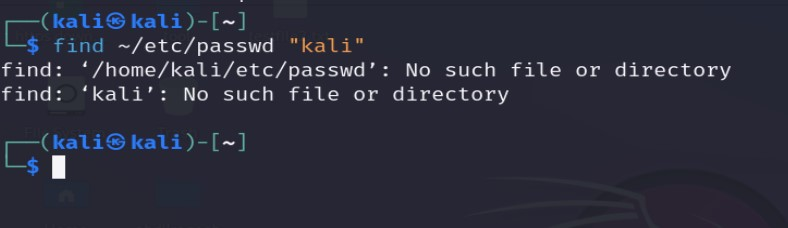 ┌──(kali㉿kali)-[~]
└─$ find ~/etc/passwd "kali"
find: ‘/home/kali/etc/passwd’: No such file or directory
find: ‘kali’: No such file or directory
┌──(kali㉿kali)-[~]
└─$